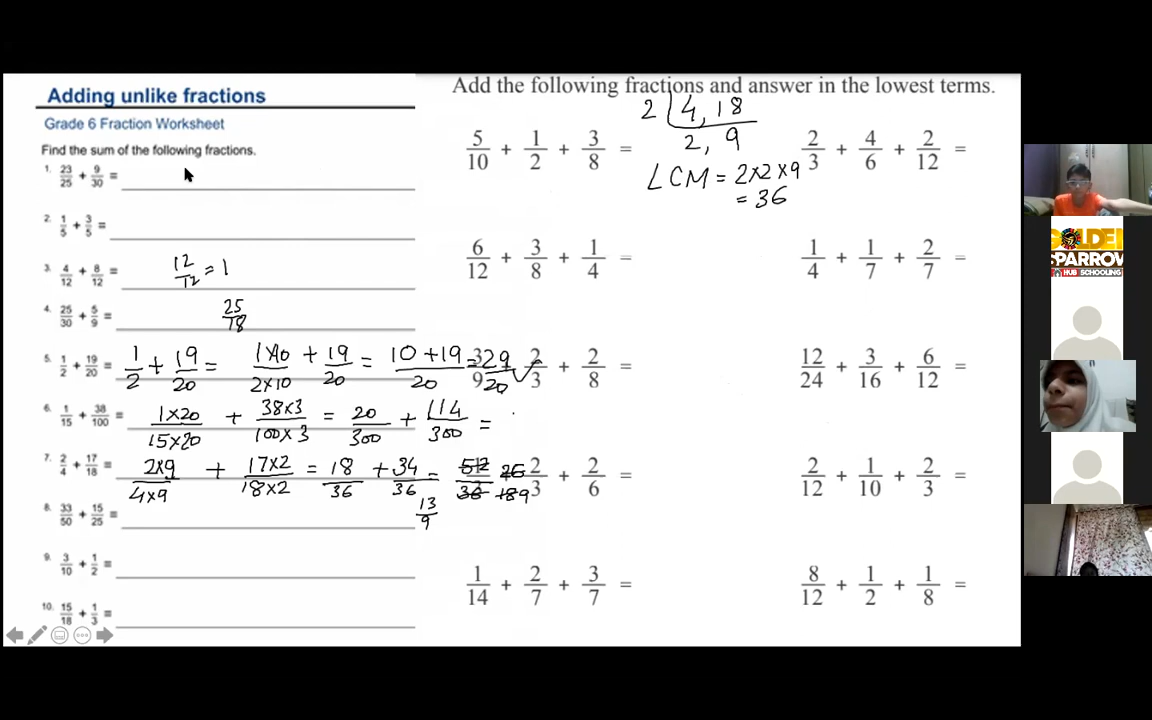 Adding unlike fractions
Grade 6 Fraction Worksheet
Find the sum of the following fractions.
1. 23/25 + 9/30 =
2. 1/5 + 3/5 =
3. 4/12 + 8/12 = 12/12 = 1
4. 25/30 + 5/9 = 25/18
5. 1/2 + 19/20 = 1/2 + 19/20 = 1×10/2×10 + 19/20 = 10+19/20 = 29/20 ✓
6. 1/15 + 38/100 = 1×20/15×20 + 38×3/100×3 = 20/300 + 114/300 =
7. 2/4 + 17/18 = 2×9/4×9 + 17×2/18×2 = 18/36 + 34/36 =
13/9
8. 33/50 + 15/25 =
9. 3/10 + 1/2 =
10. 15/18 + 1/3 =
Add the following fractions and answer in the lowest terms.
2 | 4, 18
2, 9
LCM = 2×2×9
= 36
5/10 + 1/2 + 3/8 =
2/3 + 4/6 + 2/12 =
6/12 + 3/8 + 1/4 =
1/4 + 1/7 + 2/7 =
3/9 2/3 + 2/8 =
12/24 + 3/16 + 6/12 =
2/3 + 2/6 =
2/12 + 1/10 + 2/3 =
1/14 + 2/7 + 3/7 =
8/12 + 1/2 + 1/8 =
GOLDEN
SPARROW
HUB SCHOOLING